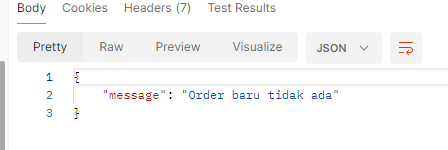 Body Cookies Headers (7) Test Results
Pretty Raw Preview Visualize JSON
1 {
2 "message": "Order baru tidak ada"
3 }